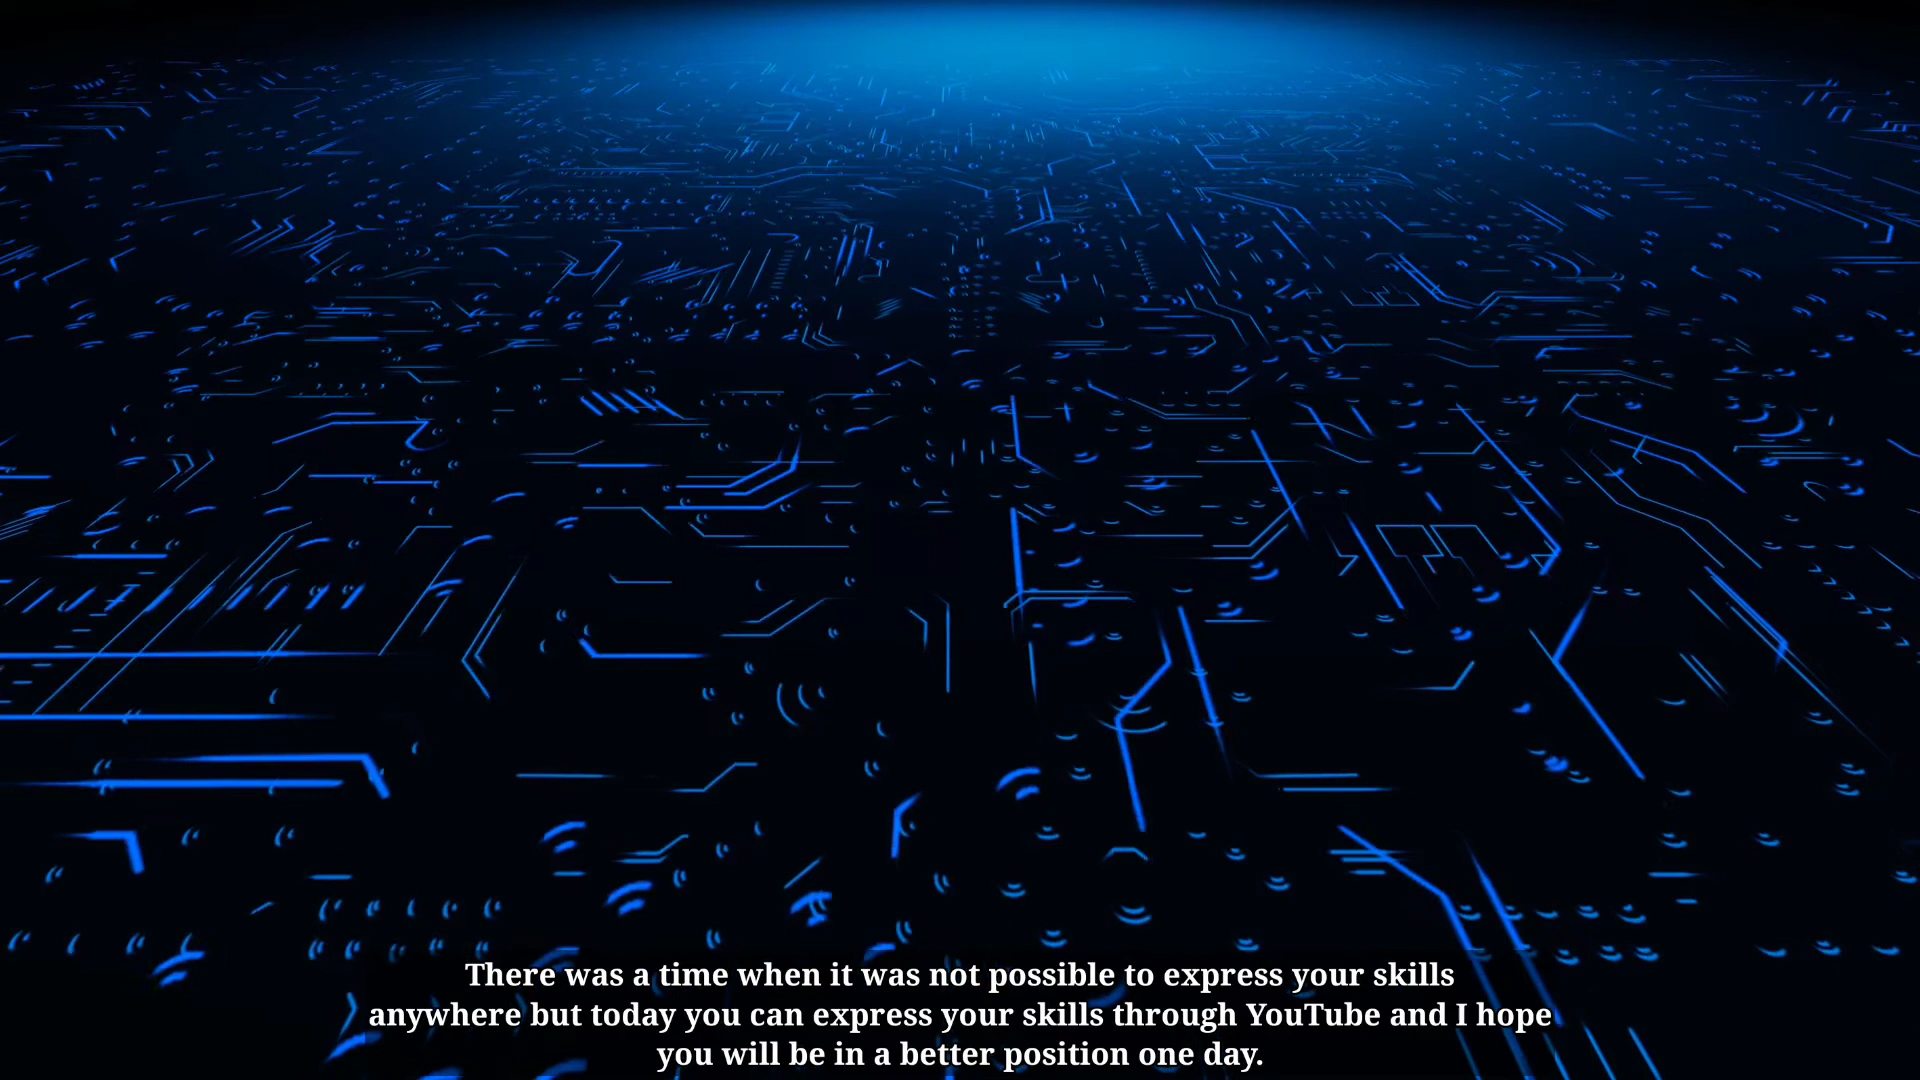 There was a time when it was not possible to express your skills
anywhere but today you can express your skills through YouTube and I hope
you will be in a better position one day.